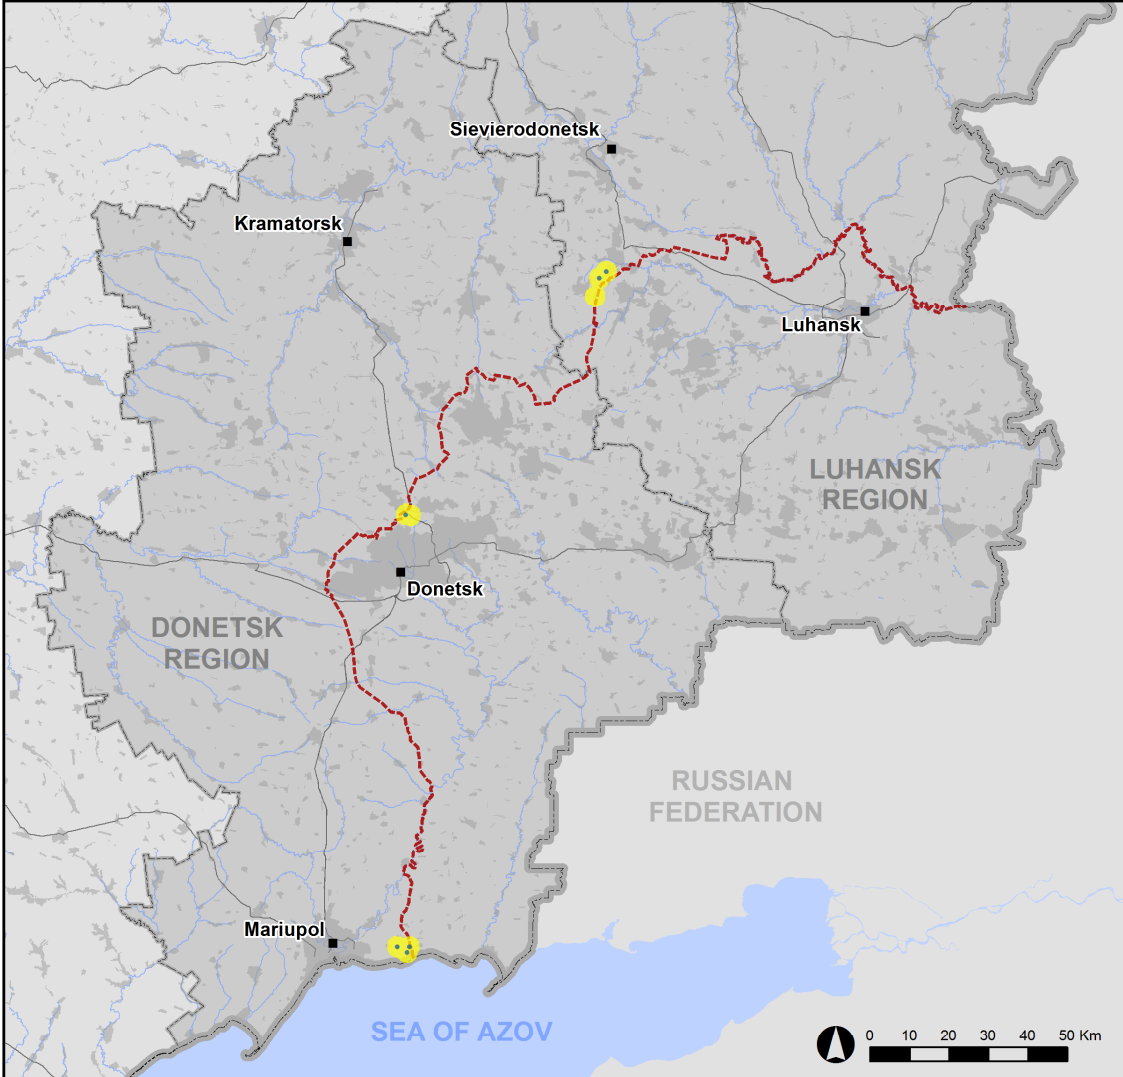 Sievierodonetsk
Kramatorsk
Luhansk
LUHANSK
REGION
Donetsk
DONETSK
REGION
RUSSIAN
FEDERATION
Mariupol
SEA OF AZOV
0 10 20 30 40 50 Km